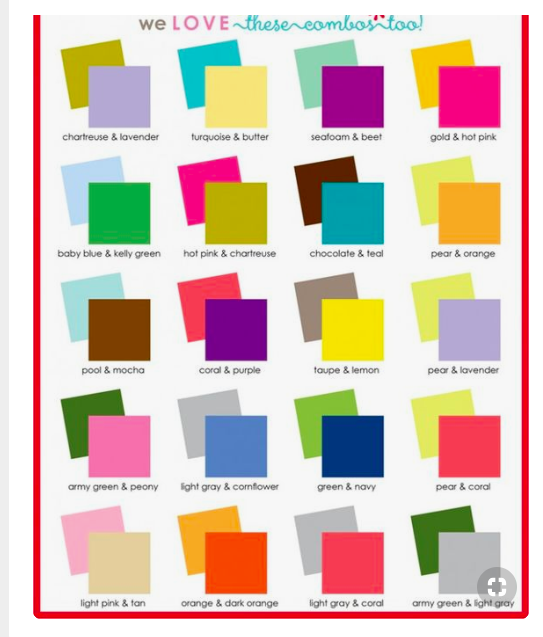 we LOVE these combos too!
chartreuse & lavender turquoise & butter seafoam & beet gold & hot pink
baby blue & kelly green hot pink & chartreuse chocolate & teal pear & orange
pool & mocha coral & purple taupe & lemon pear & lavender
army green & peony light gray & cornflower green & navy pear & coral
light pink & tan orange & dark orange light gray & coral army green & light gray